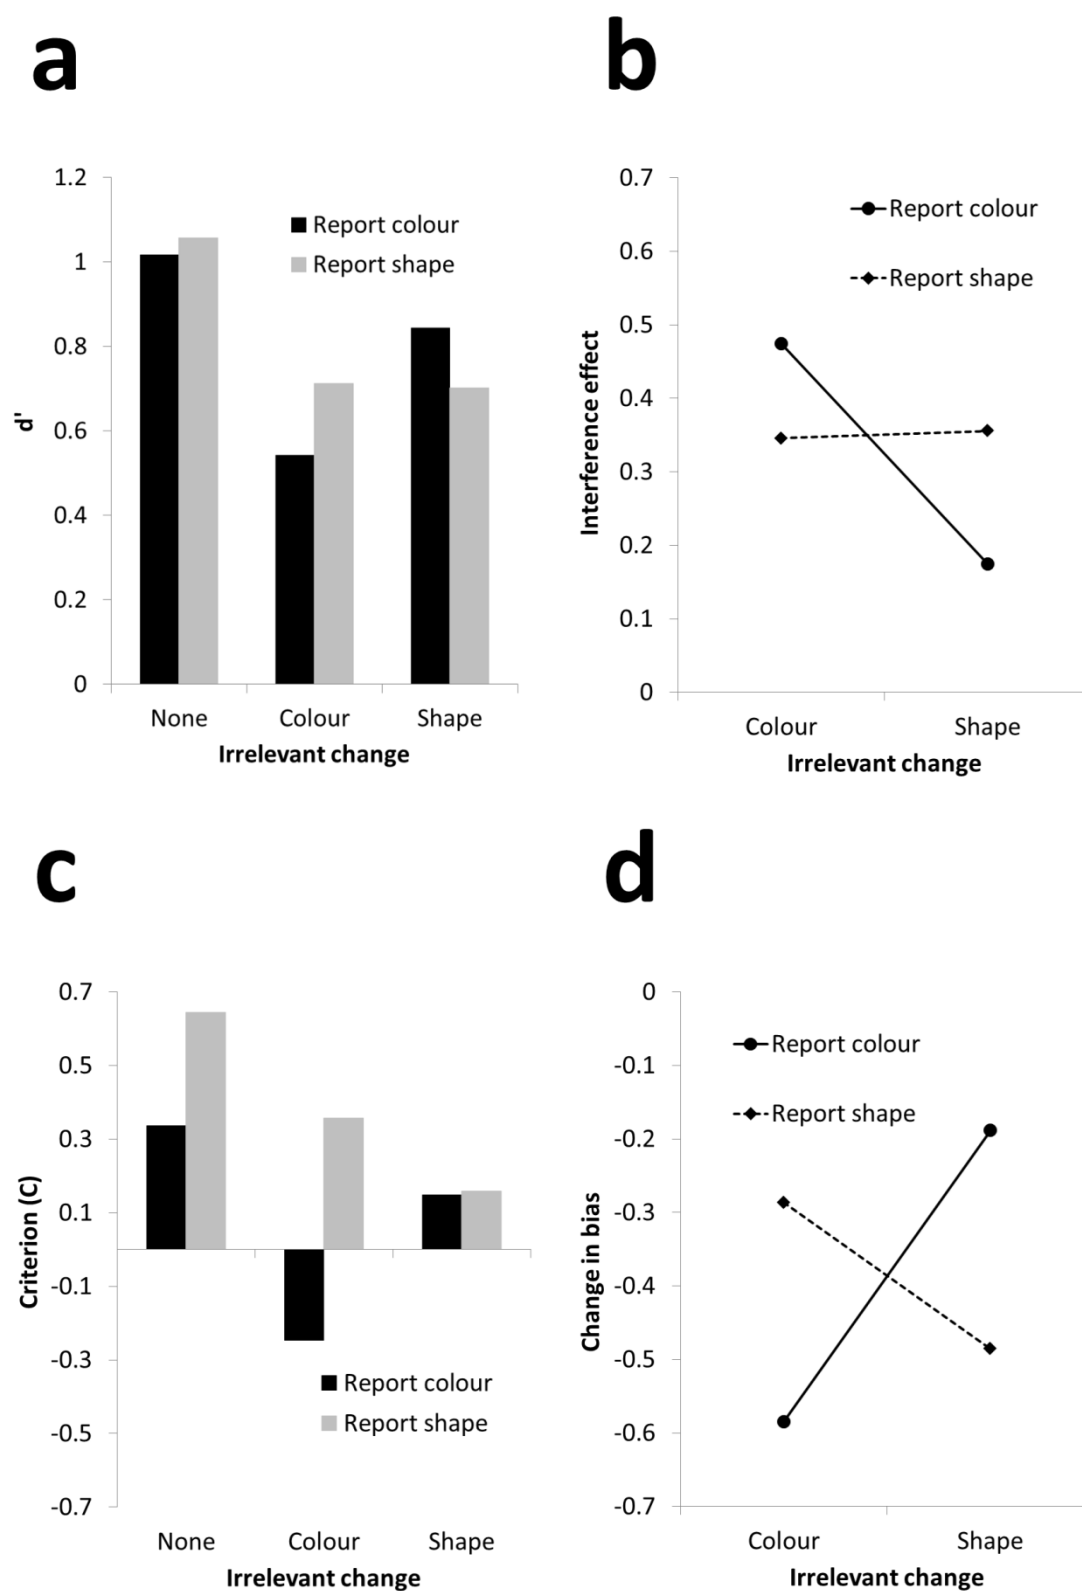 a
1.2
1
0.8
0.6
0.4
0.2
0
d'
Report colour
Report shape
None Colour Shape
Irrelevant change
b
0.7
0.6
0.5
0.4
0.3
0.2
0.1
0
Interference effect
Report colour
Report shape
Colour Shape
Irrelevant change
c
0.7
0.5
0.3
0.1
-0.1
-0.3
-0.5
-0.7
Criterion (C)
Report colour
Report shape
None Colour Shape
Irrelevant change
d
0
-0.1
-0.2
-0.3
-0.4
-0.5
-0.6
-0.7
Change in bias
Report colour
Report shape
Colour Shape
Irrelevant change